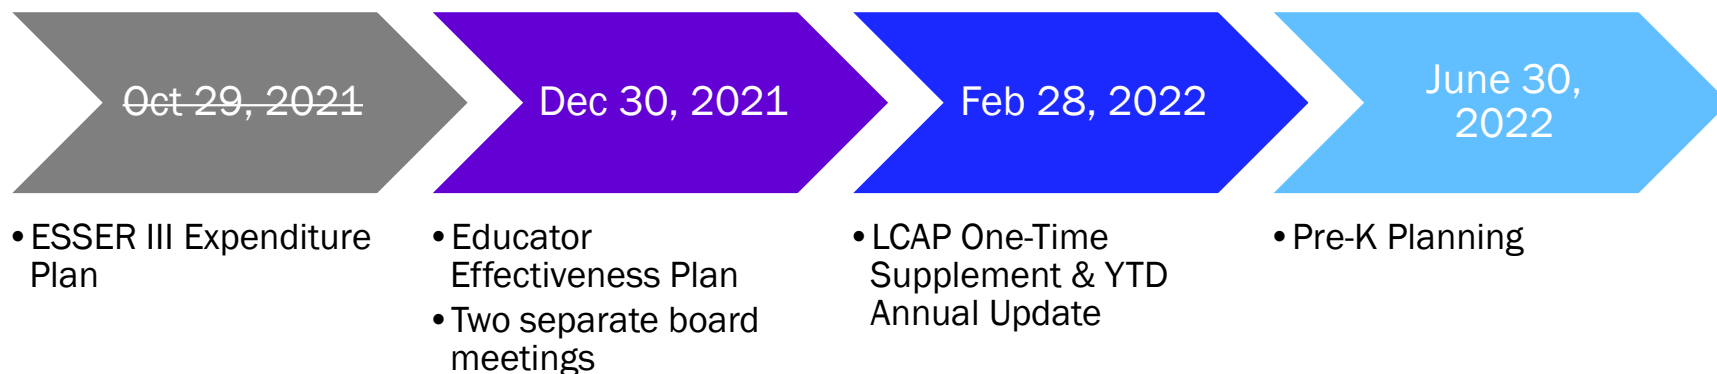 Oct 29, 2021
Dec 30, 2021
Feb 28, 2022
June 30,
2022
• ESSER III Expenditure
Plan
• Educator
Effectiveness Plan
• Two separate board
meetings
• LCAP One-Time
Supplement & YTD
Annual Update
• Pre-K Planning